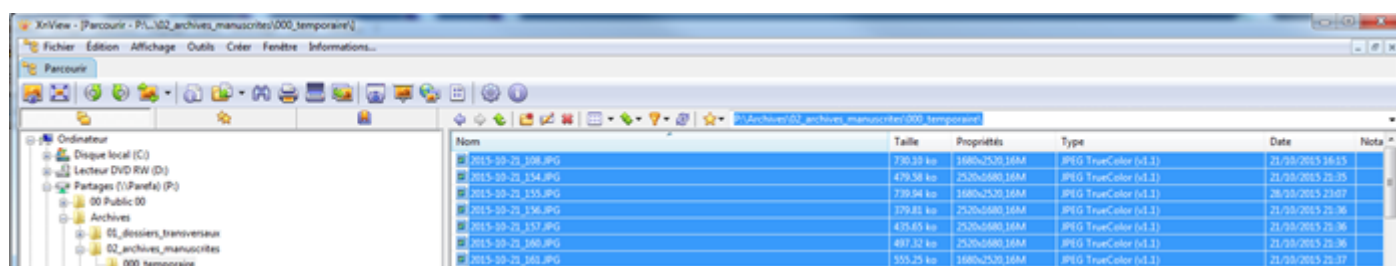 XnView - [Parcourir - P:\...\02_archives_manuscrites\000_temporaire\]
Fichier Édition Affichage Outils Créer Fenêtre Informations...
Parcourir
P:\Archives\02_archives_manuscrites\000_temporaire\
Ordinateur
Disque local (C:)
Lecteur DVD RW (D:)
Partages (\\Parefa) (P:)
00 Public 00
Archives
01_dossiers_transversaux
02_archives_manuscrites
000_temporaire
Nom Taille Propriétés Type Date Nota
2015-10-21_108.JPG 730.10 ko 1680x2520,16M JPEG TrueColor (v1.1) 21/10/2015 16:15
2015-10-21_154.JPG 479.58 ko 2520x1680,16M JPEG TrueColor (v1.1) 21/10/2015 21:35
2015-10-21_155.JPG 739.94 ko 1680x2520,16M JPEG TrueColor (v1.1) 28/10/2015 23:07
2015-10-21_156.JPG 379.81 ko 2520x1680,16M JPEG TrueColor (v1.1) 21/10/2015 21:36
2015-10-21_157.JPG 435.65 ko 2520x1680,16M JPEG TrueColor (v1.1) 21/10/2015 21:36
2015-10-21_160.JPG 497.32 ko 2520x1680,16M JPEG TrueColor (v1.1) 21/10/2015 21:36
2015-10-21_161.JPG 555.25 ko 1680x2520,16M JPEG TrueColor (v1.1) 21/10/2015 21:37